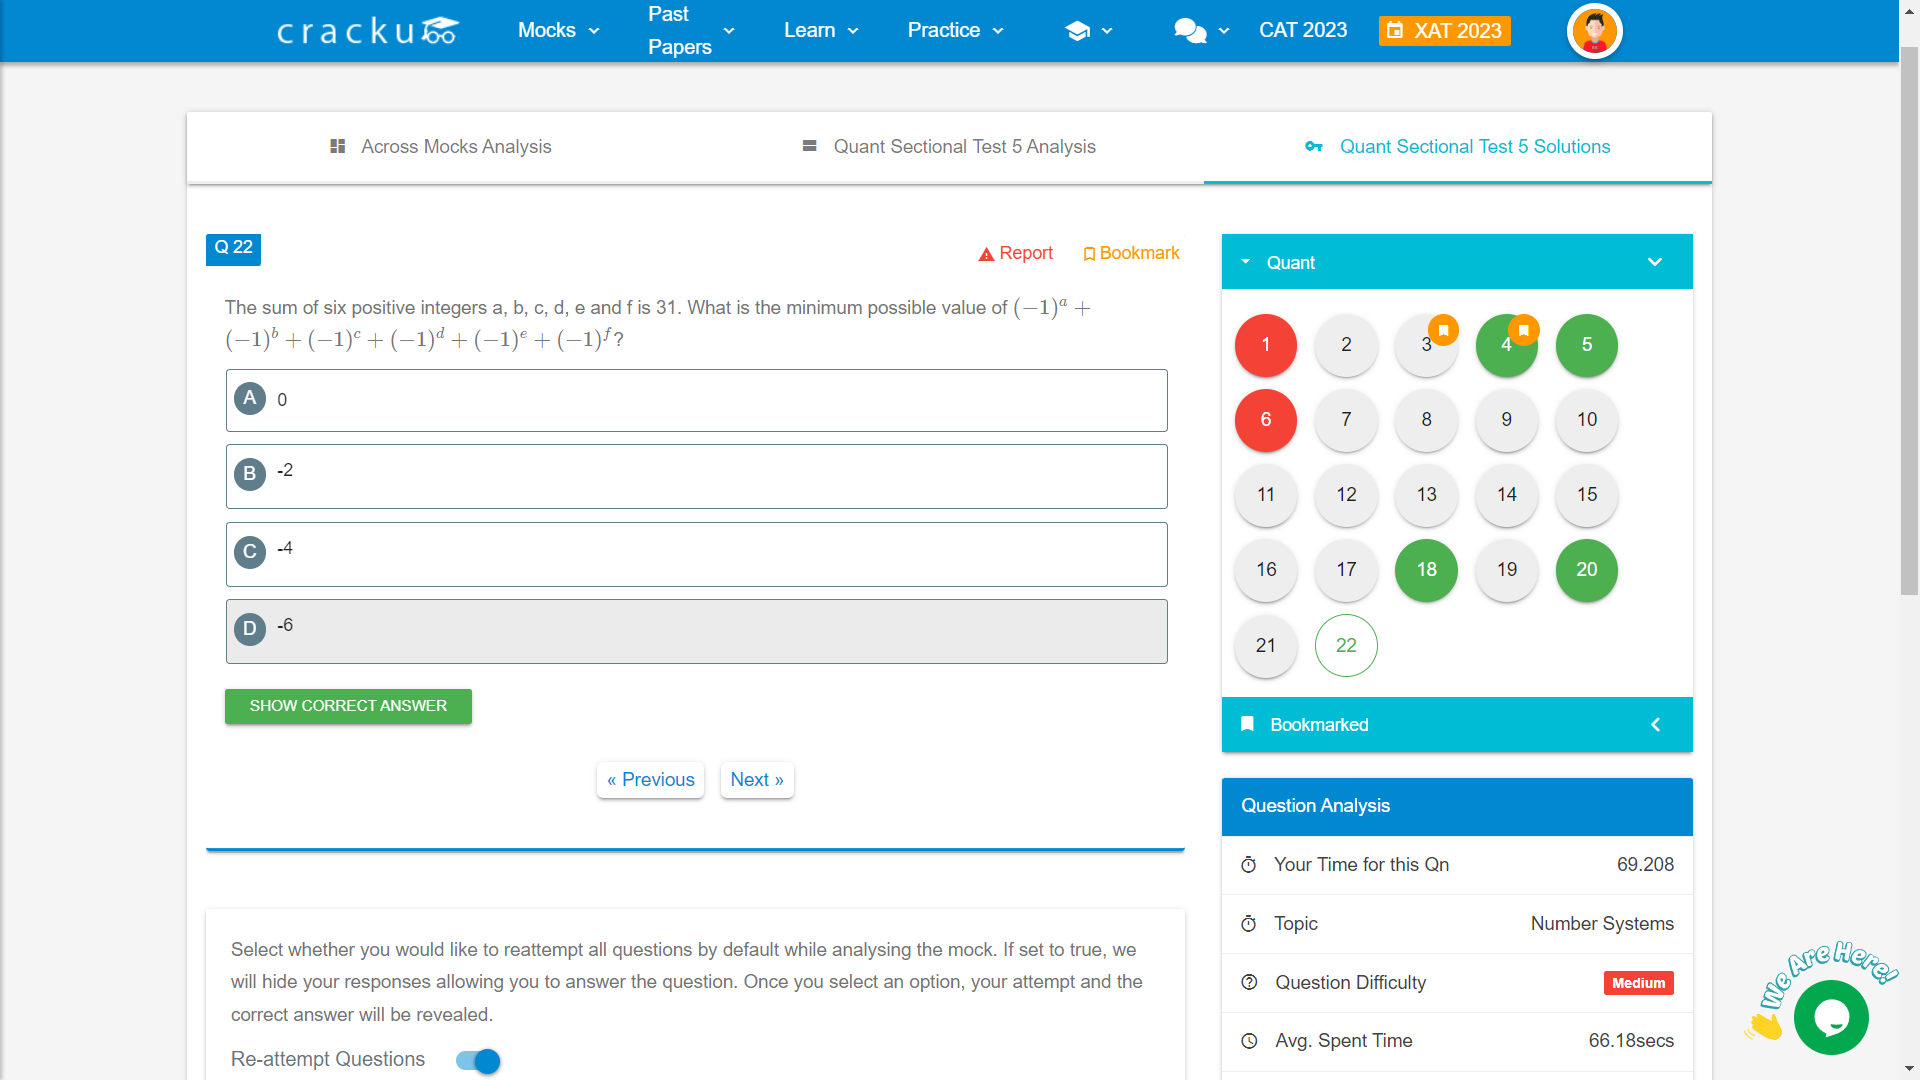 cracku
Mocks
Past
Papers
Learn
Practice
CAT 2023
XAT 2023
Across Mocks Analysis
Quant Sectional Test 5 Analysis
Quant Sectional Test 5 Solutions
Q 22
Report
Bookmark
The sum of six positive integers a, b, c, d, e and f is 31. What is the minimum possible value of $(-1)^a +$
$(-1)^b + (-1)^c + (-1)^d + (-1)^e + (-1)^f$?
A 0
B -2
C -4
D -6
SHOW CORRECT ANSWER
« Previous
Next »
Select whether you would like to reattempt all questions by default while analysing the mock. If set to true, we
will hide your responses allowing you to answer the question. Once you select an option, your attempt and the
correct answer will be revealed.
Re-attempt Questions
Quant
1 2 3 4 5
6 7 8 9 10
11 12 13 14 15
16 17 18 19 20
21 22
Bookmarked
Question Analysis
Your Time for this Qn 69.208
Topic Number Systems
Question Difficulty Medium
Avg. Spent Time 66.18secs
We Are Here!